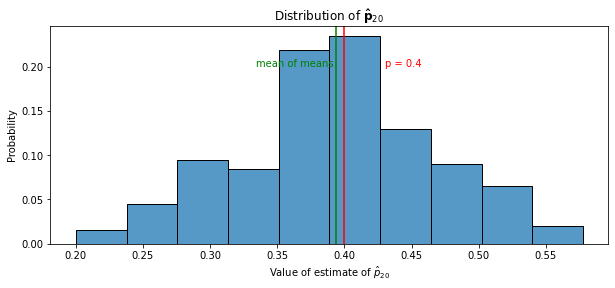 Distribution of p̂₂₀
Probability
0.20
0.15
0.10
0.05
0.00
mean of means
p = 0.4
0.20 0.25 0.30 0.35 0.40 0.45 0.50 0.55
Value of estimate of p̂₂₀